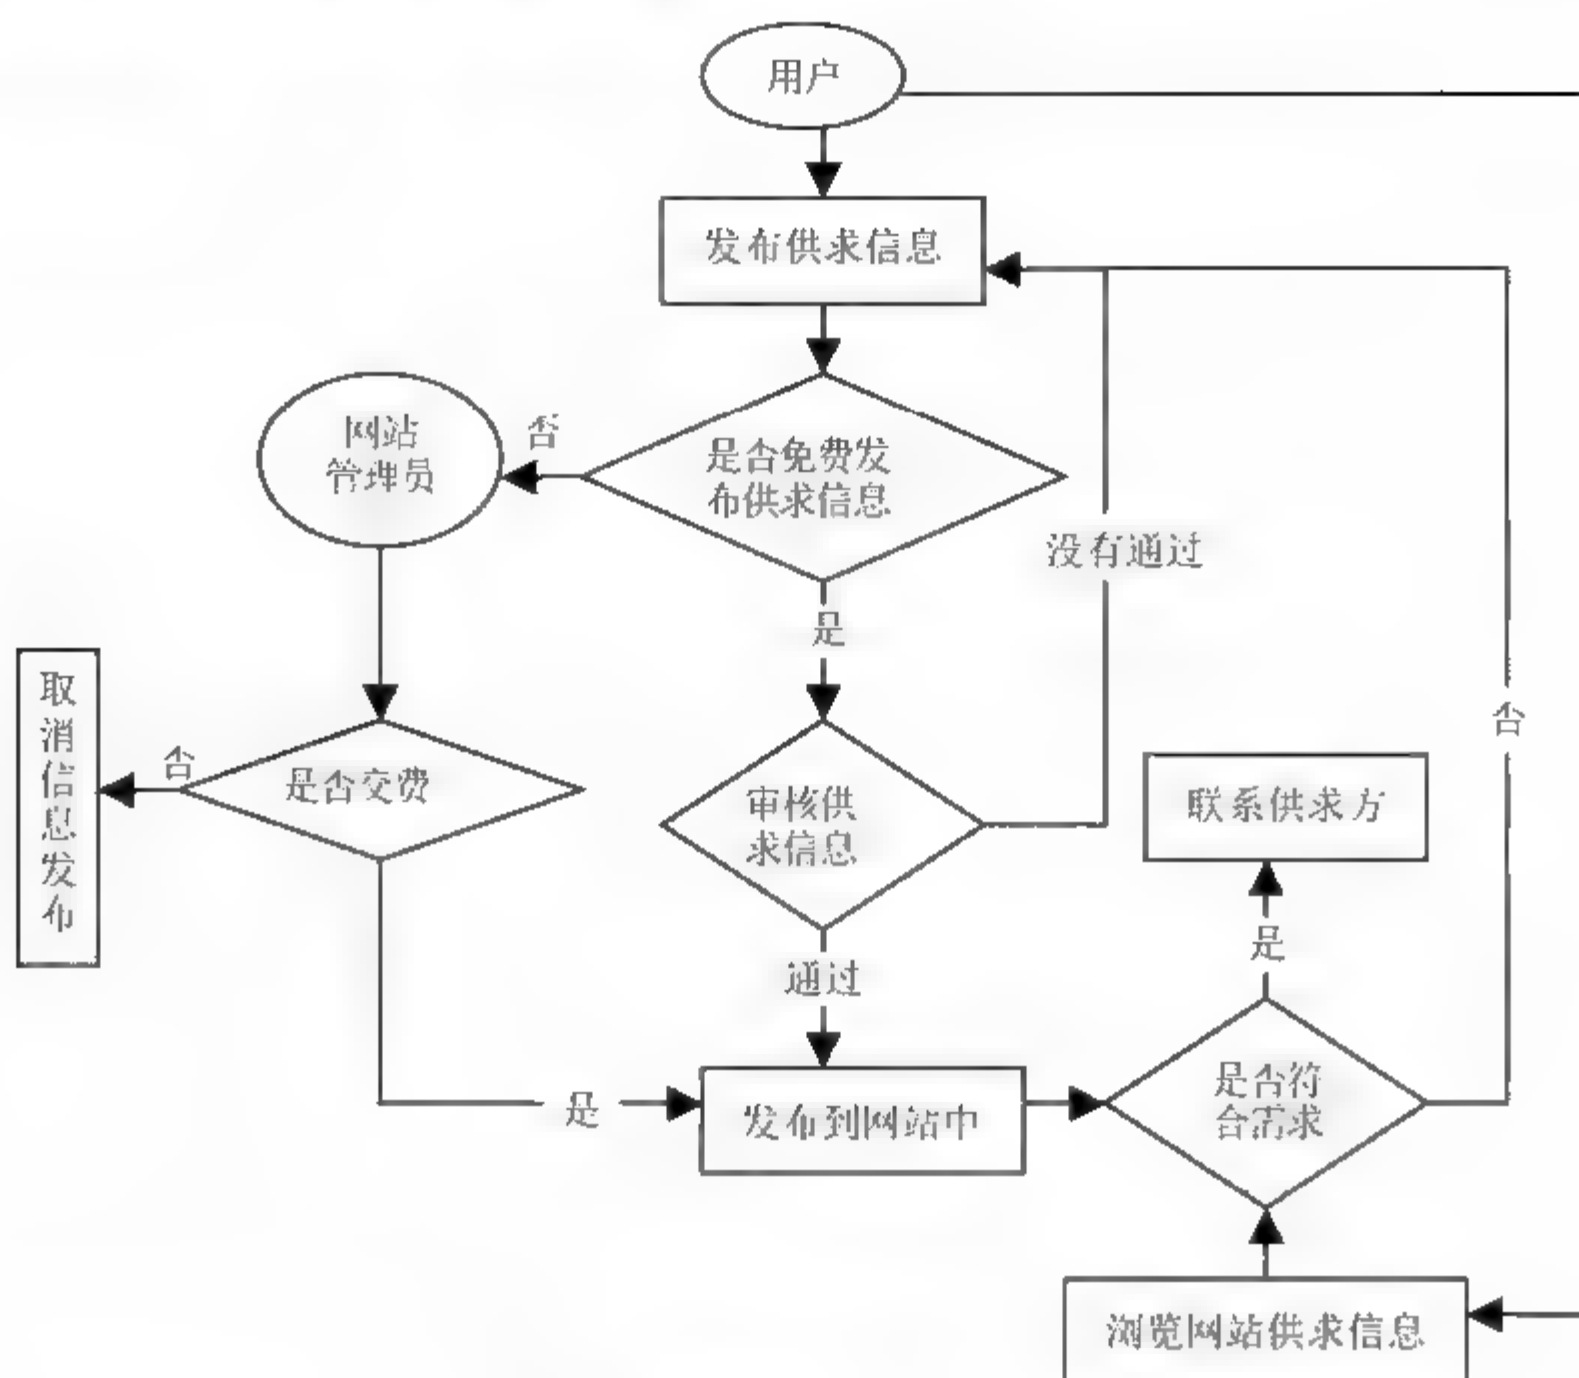 用户
发布供求信息
网站
管理员
否
是否免费发
布供求信息
没有通过
是
取
消
信
息
发
布
否
是否交费
审核供
求信息
否
联系供求方
是
通过
是否符
合需求
是
发布到网站中
浏览网站供求信息